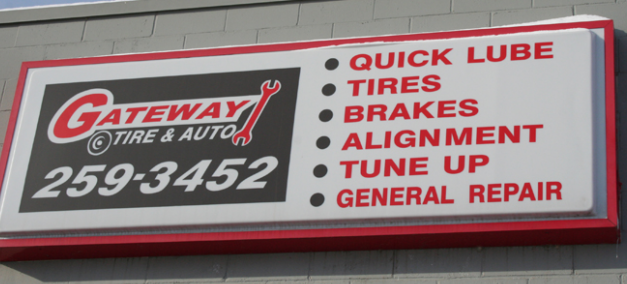 GATEWAY
TIRE & AUTO
259-3452
QUICK LUBE
TIRES
BRAKES
ALIGNMENT
TUNE UP
GENERAL REPAIR